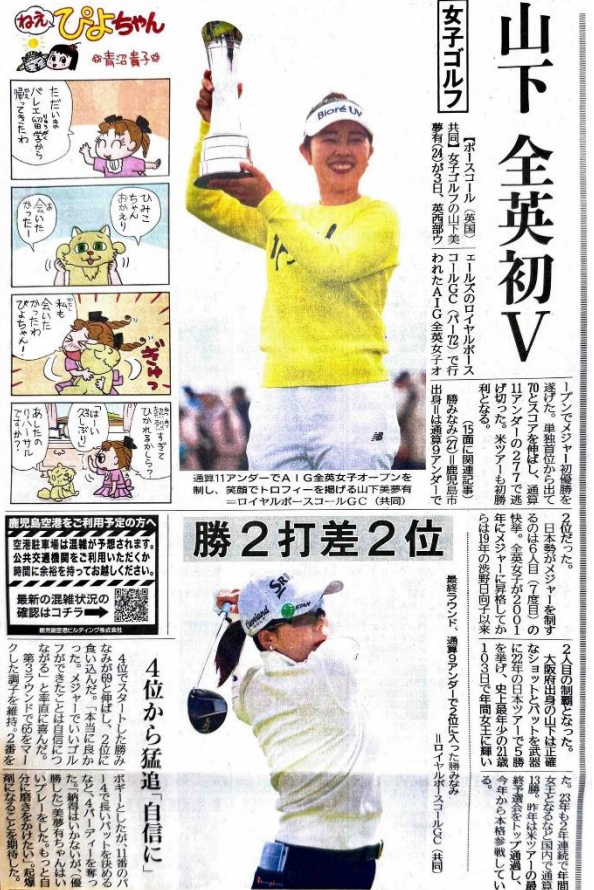 山下 全英初V
女子ゴルフ
【ポースコール（英国）
共同】女子ゴルフの山下美
夢有（24）が3日、英西部ウ
ェールズのロイヤルポース
コールGC（パー72）で行
われたAIG全英女子オ
ープンでメジャー初優勝を
遂げた。単独首位から出て
70とスコアを伸ばし、通算
11アンダーの277で逃
げ切った。米ツアーも初勝
利となる。
（15面に関連記事）
勝みなみ（27）＝鹿児島市
出身＝は通算9アンダーで
2位だった。
日本勢がメジャーを制す
るのは6人目（7度目）の
快挙。全英女子が2001
年にメジャーに昇格してか
らは19年の渋野日向子以来
2人目の制覇となった。
大阪府出身の山下は正確
なショットとパットを武器
に22年の日本ツアーで5勝
を挙げ、史上最年少の21歳
103日で年間女王に輝い
た。23年も2年連続で年間
女王となるなど国内で通算
13勝。昨年は米ツアーの最
終予選会をトップ通過し、
今年から本格参戦してい
る。
通算11アンダーでAIG全英女子オープンを
制し、笑顔でトロフィーを掲げる山下美夢有
＝ロイヤルポースコールGC（共同）
Bioré UV
new balance
勝2打差2位
最終ラウンド、通算9アンダーで2位に入った勝みなみ
＝ロイヤルポースコールGC（共同）
SRIXON
Cleveland
STAR
4位から猛追「自信に」
4位でスタートした勝み
なみが69と伸ばし、2位に
食い込んだ。「本当に良か
った。メジャーでいいゴル
フができたことは自信につ
ながる」と率直に喜んだ。
第3ラウンドで65をマー
クした調子を維持。2番を
ボギーとしたが、11番のパ
ー4で長いパットを決める
など、4バーディーを奪っ
た。「納得はいかないが、（優
勝した）美夢有ちゃんはい
いプレーをした。もっと自
分に磨きをかけたい」。起爆
剤になることを期待した。
ねえ、ぴよちゃん
青沼貴子
ただいまの
バレエ留学から
帰ってきたわ
ひみこ
ちゃん
おかえり
会いた
かったー
私も
会いた
かったわ
ぴよちゃん！
ぎゅっ
熱烈すぎて
ひかれるかしら？
「はーい
久しぶり」
あしたの
リハーサル
ですか？
鹿児島空港をご利用予定の方へ
空港駐車場は混雑が予想されます。
公共交通機関をご利用いただくか
時間に余裕を持ってお越しください。
最新の混雑状況の
確認はコチラ
鹿児島空港ビルディング株式会社